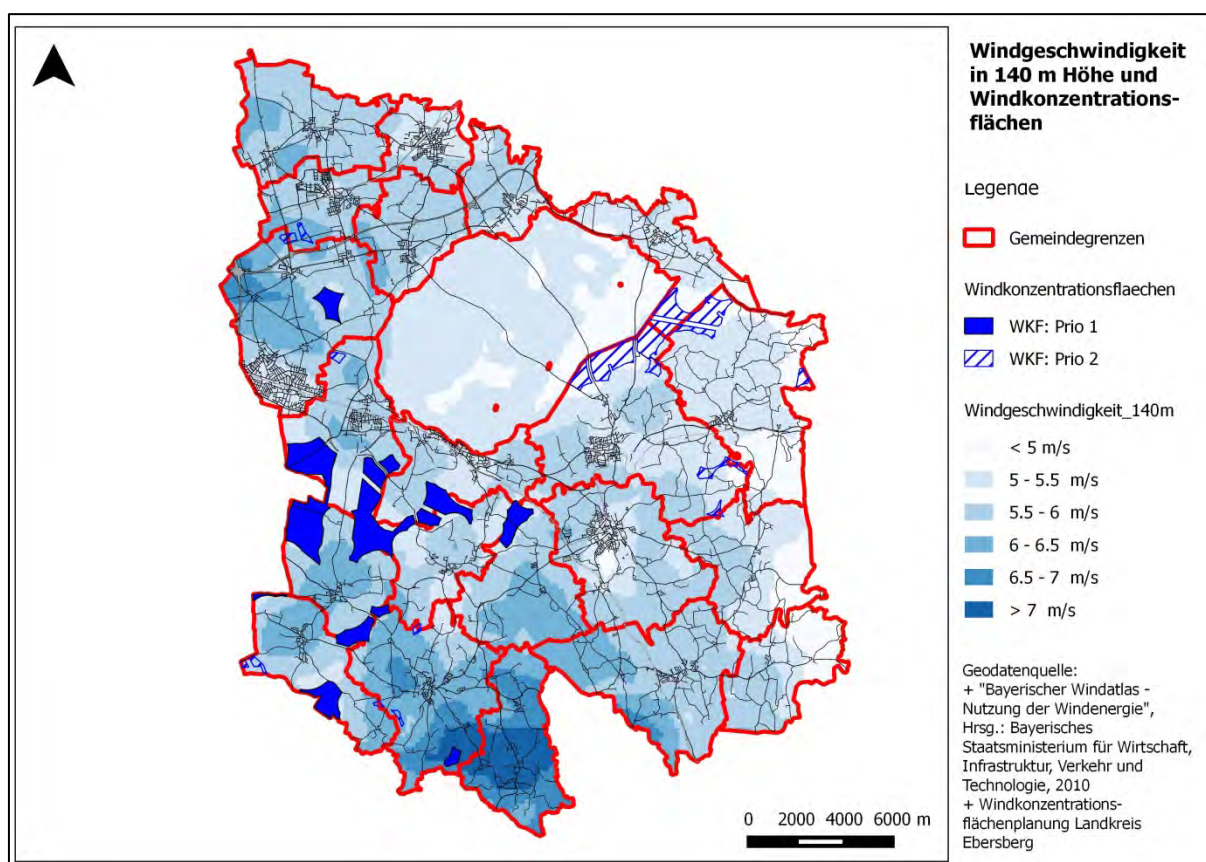 Windgeschwindigkeit
in 140 m Höhe und
Windkonzentrations-
flächen
Legende
Gemeindegrenzen
Windkonzentrationsflaechen
WKF: Prio 1
WKF: Prio 2
Windgeschwindigkeit_140m
< 5 m/s
5 - 5.5 m/s
5.5 - 6 m/s
6 - 6.5 m/s
6.5 - 7 m/s
> 7 m/s
Geodatenquelle:
+ "Bayerischer Windatlas -
Nutzung der Windenergie",
Hrsg.: Bayerisches
Staatsministerium für Wirtschaft,
Infrastruktur, Verkehr und
Technologie, 2010
+ Windkonzentrations-
flächenplanung Landkreis
Ebersberg
0 2000 4000 6000 m